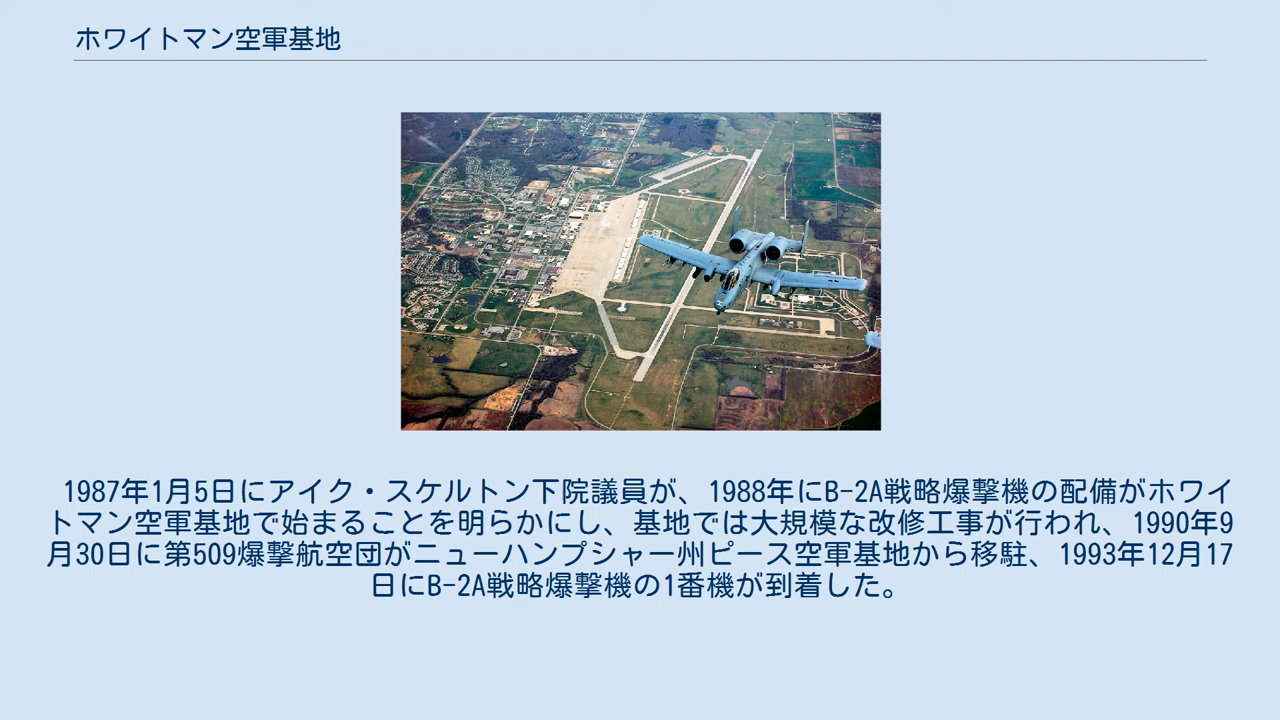 ホワイトマン空軍基地
1987年1月5日にアイク・スケルトン下院議員が、1988年にB-2A戦略爆撃機の配備がホワイ
トマン空軍基地で始まることを明らかにし、基地では大規模な改修工事が行われ、1990年9
月30日に第509爆撃航空団がニューハンプシャー州ピース空軍基地から移駐、1993年12月17
日にB-2A戦略爆撃機の1番機が到着した。